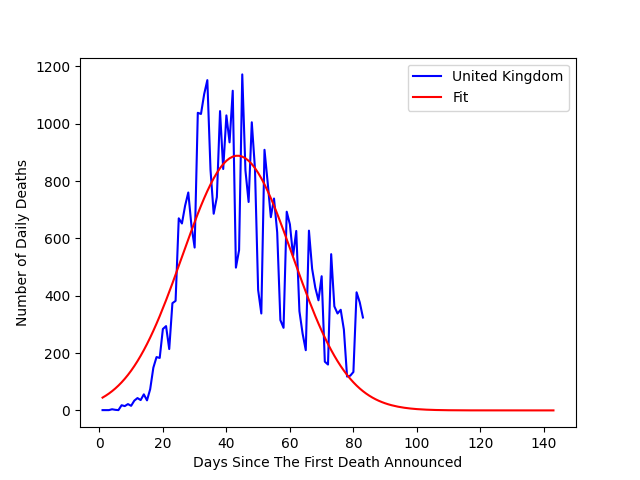 United Kingdom
Fit
1200
1000
800
600
400
200
0
Number of Daily Deaths
0 20 40 60 80 100 120 140
Days Since The First Death Announced